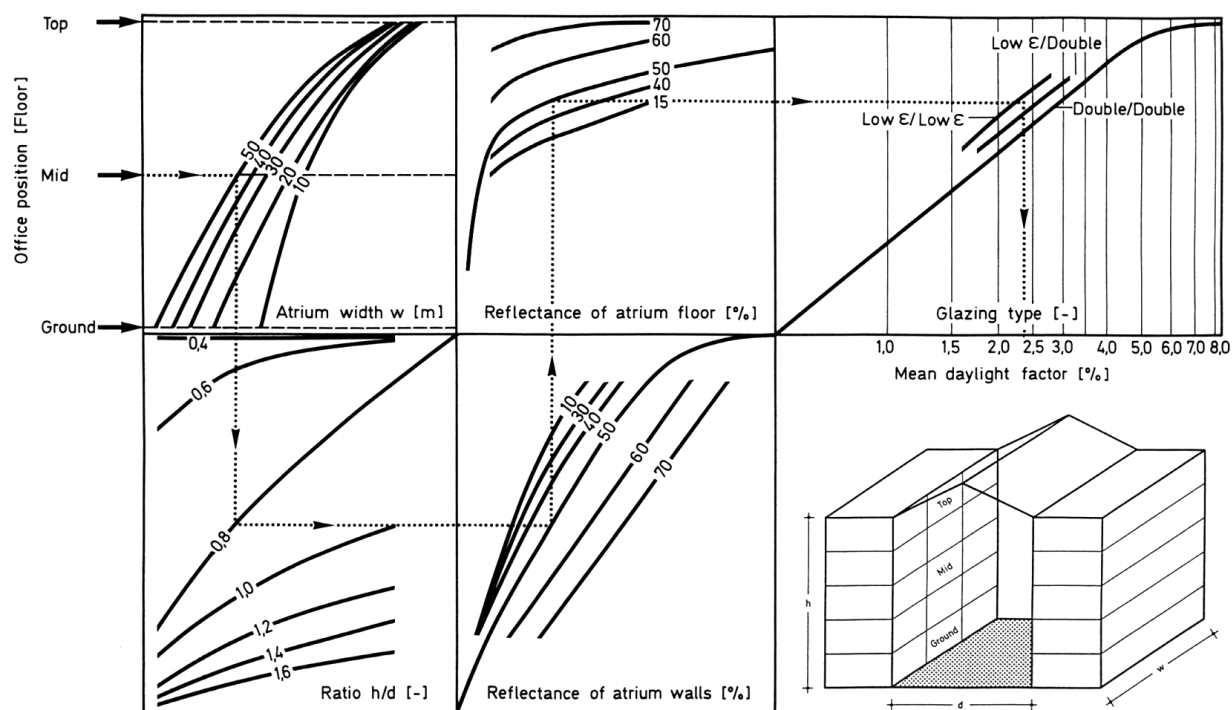 Office position [Floor]
Top
Mid
Ground
50
40
30
20
10
Atrium width w [m]
70
60
50
40
15
Reflectance of atrium floor [%]
Low Ɛ/Double
Low Ɛ/Low Ɛ
Double/Double
Glazing type [-]
1,0
2,0
2,5
3,0
4,0
5,0
6,0
7,0
8,0
Mean daylight factor [%]
0,4
0,6
0,8
1,0
1,2
1,4
1,6
Ratio h/d [-]
10
30
40
50
60
70
Reflectance of atrium walls [%]
Top
Mid
Ground
h
w
d